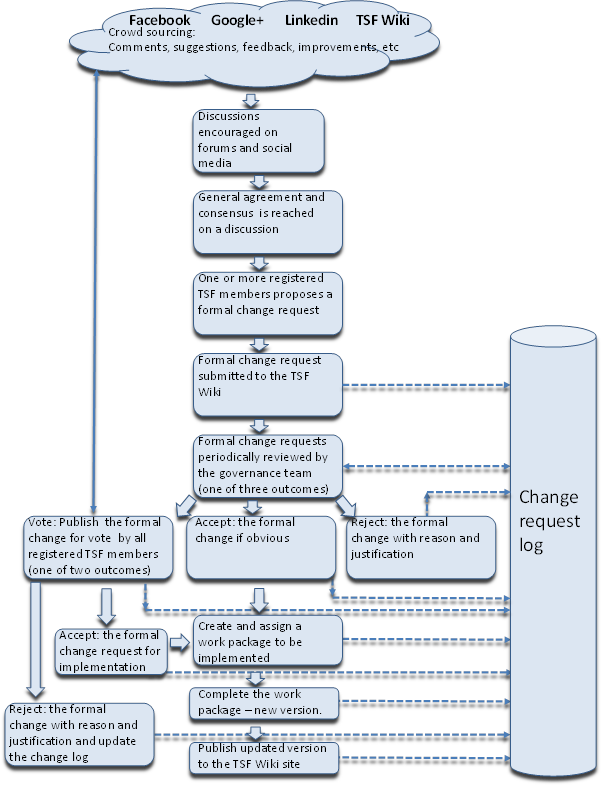 Facebook Google+ Linkedin TSF Wiki
Crowd sourcing:
Comments, suggestions, feedback, improvements, etc
Discussions
encouraged on
forums and social
media
General agreement and
consensus is reached
on a discussion
One or more registered
TSF members proposes a
formal change request
Formal change request
submitted to the TSF
Wiki
Formal change requests
periodically reviewed by
the governance team
(one of three outcomes)
Vote: Publish the formal
change for vote by all
registered TSF members
(one of two outcomes)
Accept: the formal
change if obvious
Reject: the formal
change with reason and
justification
Change
request
log
Accept: the formal
change request for
implementation
Create and assign a
work package to be
implemented
Complete the work
package – new version.
Reject: the formal
change with reason and
justification and update
the change log
Publish updated version
to the TSF Wiki site